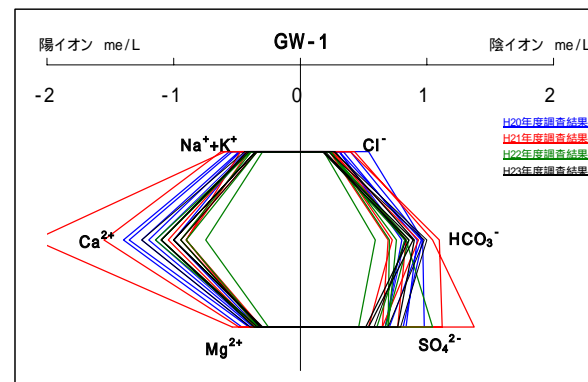 陽イオン me/L GW-1 陰イオン me/L
-2 -1 0 1 2
H20年度調査結果
H21年度調査結果
H22年度調査結果
H23年度調査結果
Na⁺+K⁺ Cl⁻
Ca²⁺ HCO₃⁻
Mg²⁺ SO₄²⁻